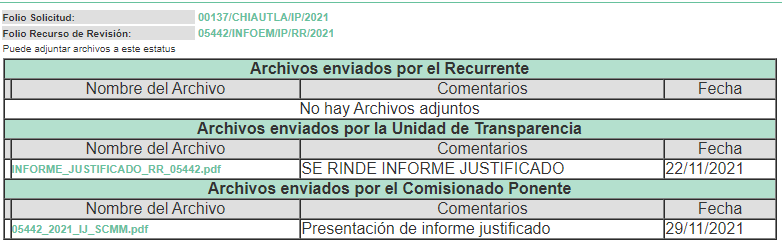 Folio Solicitud: 00137/CHIAUTLA/IP/2021
Folio Recurso de Revisión: 05442/INFOEM/IP/RR/2021
Puede adjuntar archivos a este estatus
Archivos enviados por el Recurrente
Nombre del Archivo Comentarios Fecha
No hay Archivos adjuntos
Archivos enviados por la Unidad de Transparencia
Nombre del Archivo Comentarios Fecha
INFORME_JUSTIFICADO_RR_05442.pdf SE RINDE INFORME JUSTIFICADO 22/11/2021
Archivos enviados por el Comisionado Ponente
Nombre del Archivo Comentarios Fecha
05442_2021_IJ_SCMM.pdf Presentación de informe justificado 29/11/2021